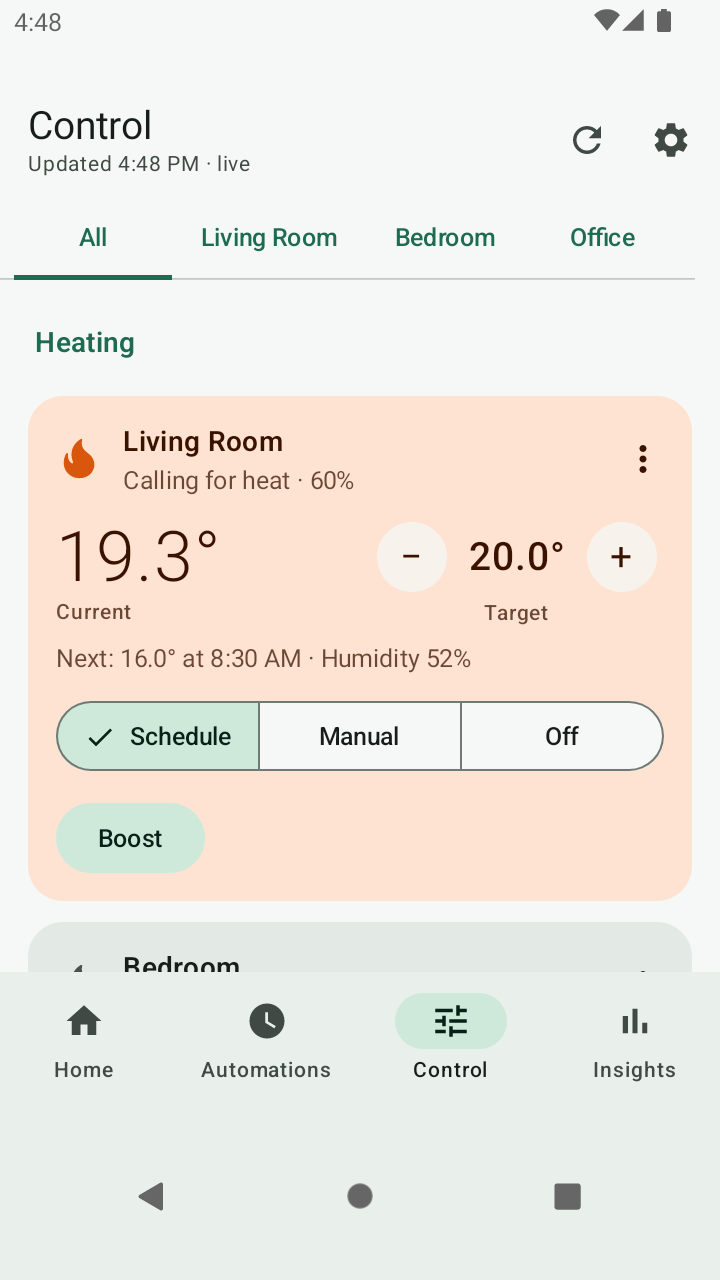 4:48
Control
Updated 4:48 PM · live
All
Living Room
Bedroom
Office
Heating
Living Room
Calling for heat · 60%
19.3°
−
20.0°
+
Current
Target
Next: 16.0° at 8:30 AM · Humidity 52%
Schedule
Manual
Off
Boost
Bedroom
Home
Automations
Control
Insights